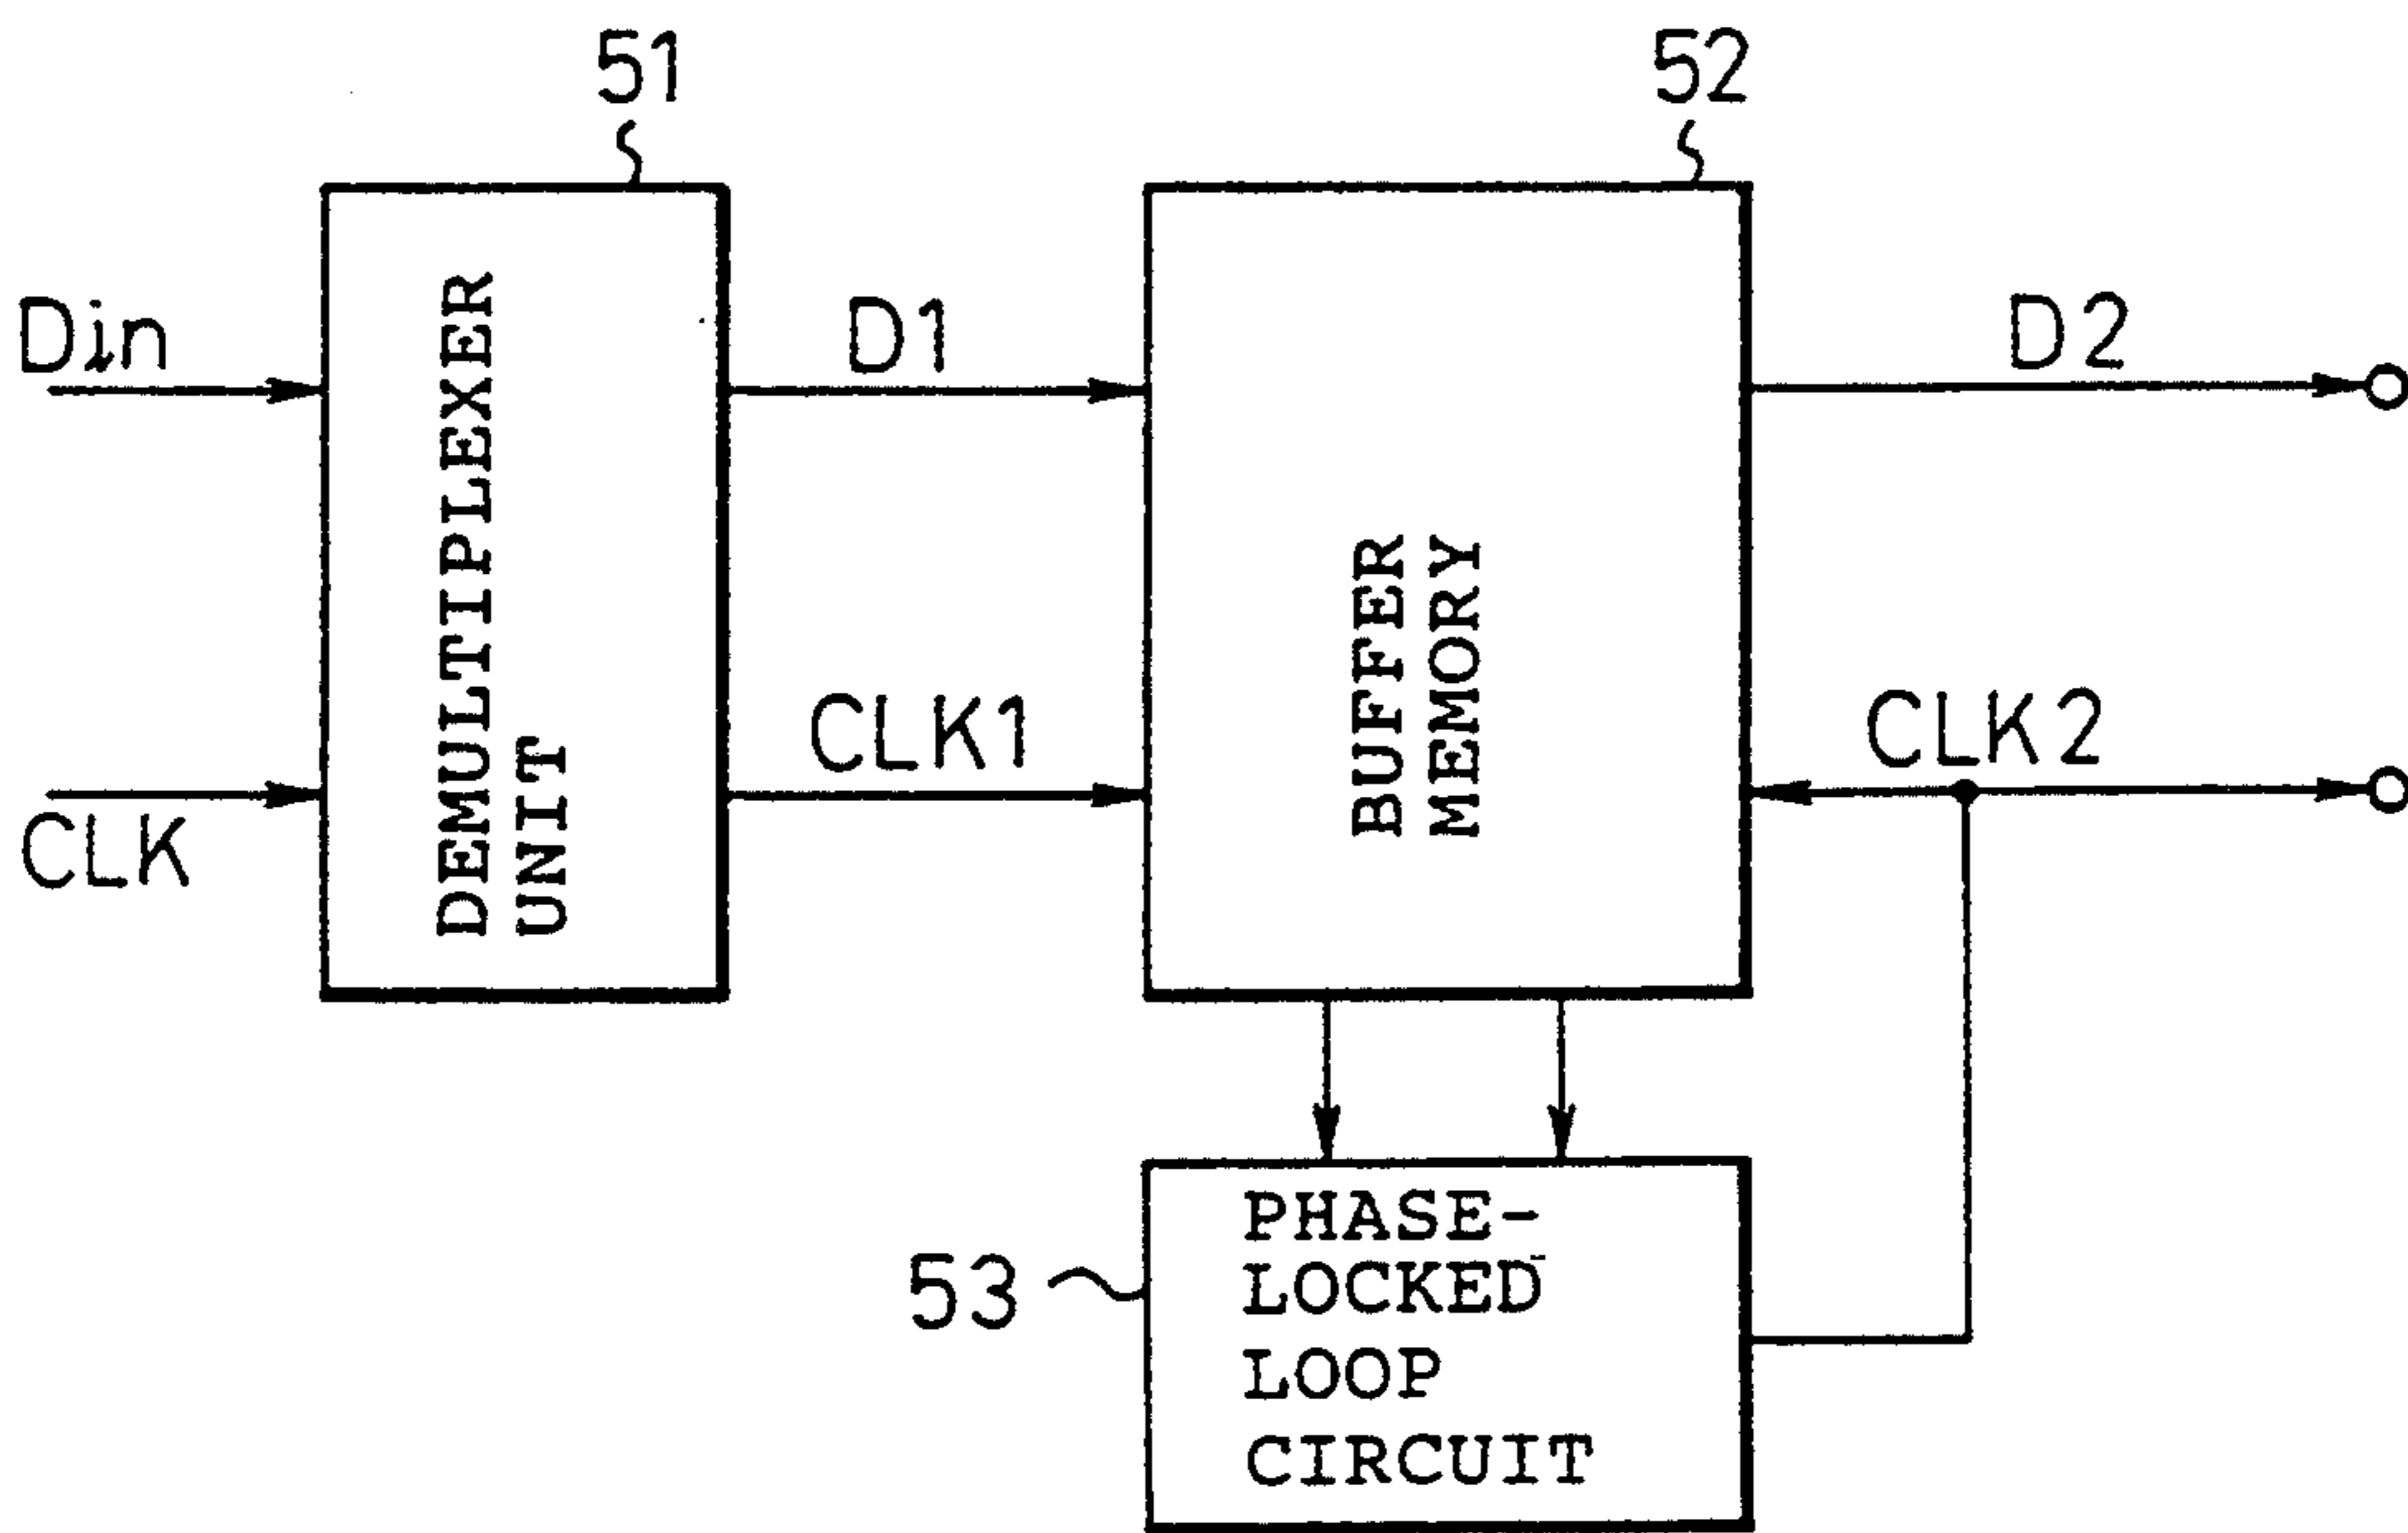 51
52
Din
D1
D2
DEMULTIPLEXER
UNIT
BUFFER
MEMORY
CLK1
CLK2
CLK
53
PHASE-
LOCKED
LOOP
CIRCUIT